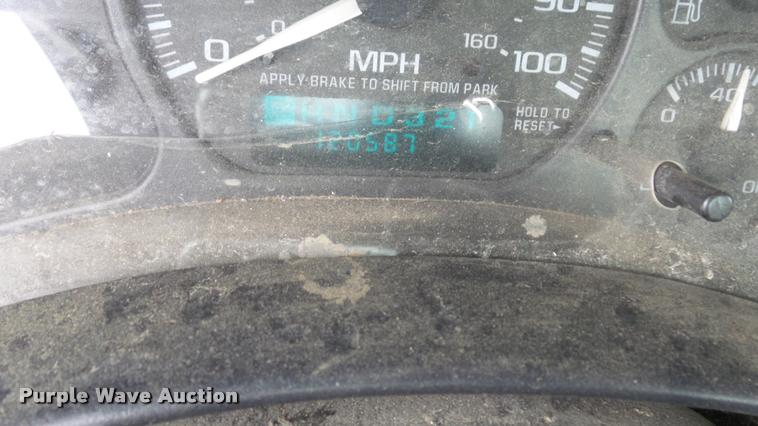 90
0
0
MPH
160
100
APPLY BRAKE TO SHIFT FROM PARK
HOLD TO
RESET
120587
0
40
Purple Wave Auction